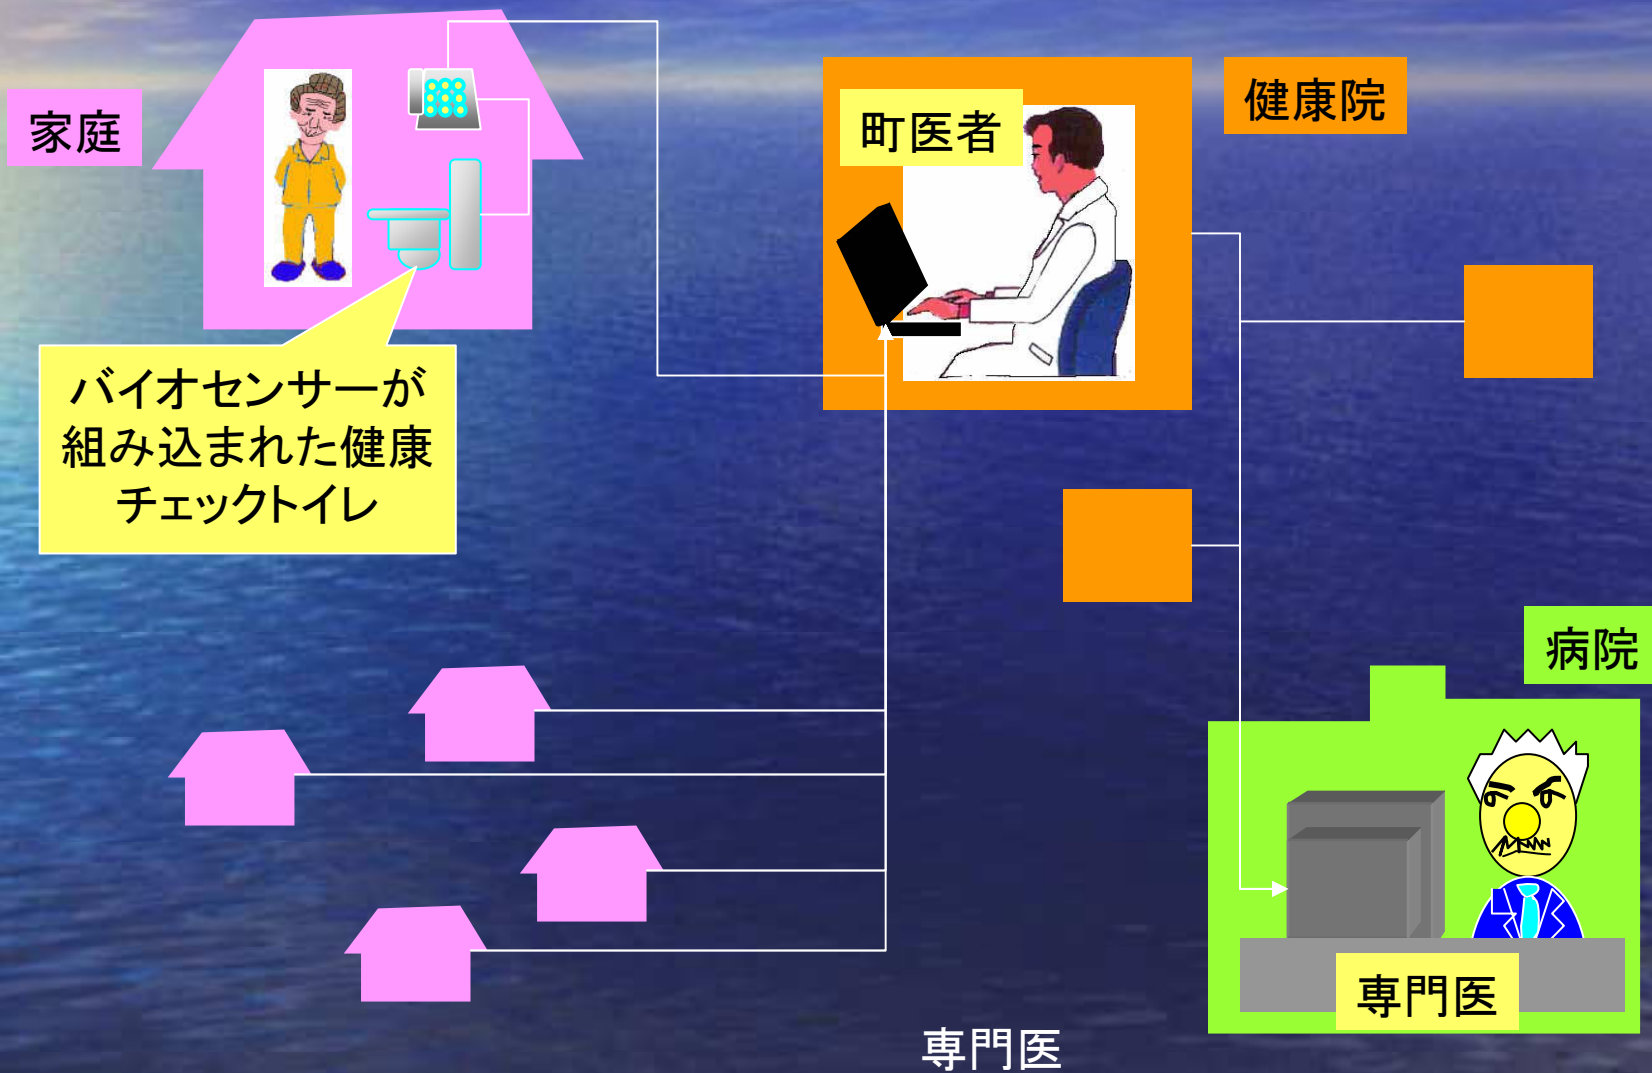 家庭
町医者
健康院
バイオセンサーが
組み込まれた健康
チェックトイレ
病院
専門医
専門医